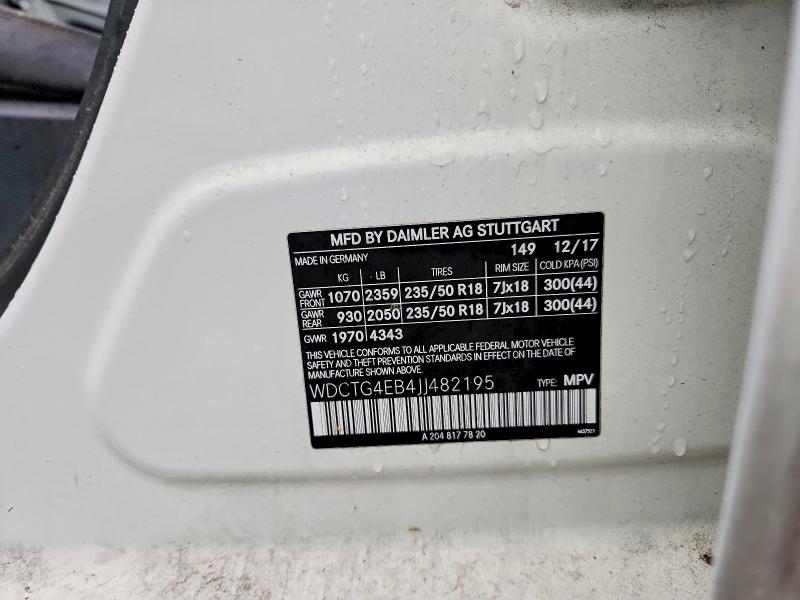 MFD BY DAIMLER AG STUTTGART
MADE IN GERMANY 149 12/17
KG LB TIRES RIM SIZE COLD KPA (PSI)
GAWR FRONT 1070 2359 235/50 R18 7Jx18 300(44)
GAWR REAR 930 2050 235/50 R18 7Jx18 300(44)
GVWR 1970 4343
THIS VEHICLE CONFORMS TO ALL APPLICABLE FEDERAL MOTOR VEHICLE
SAFETY AND THEFT PREVENTION STANDARDS IN EFFECT ON THE DATE OF
MANUFACTURE SHOWN ABOVE.
WDCTG4EB4JJ482195 TYPE: MPV
A 204 817 78 20